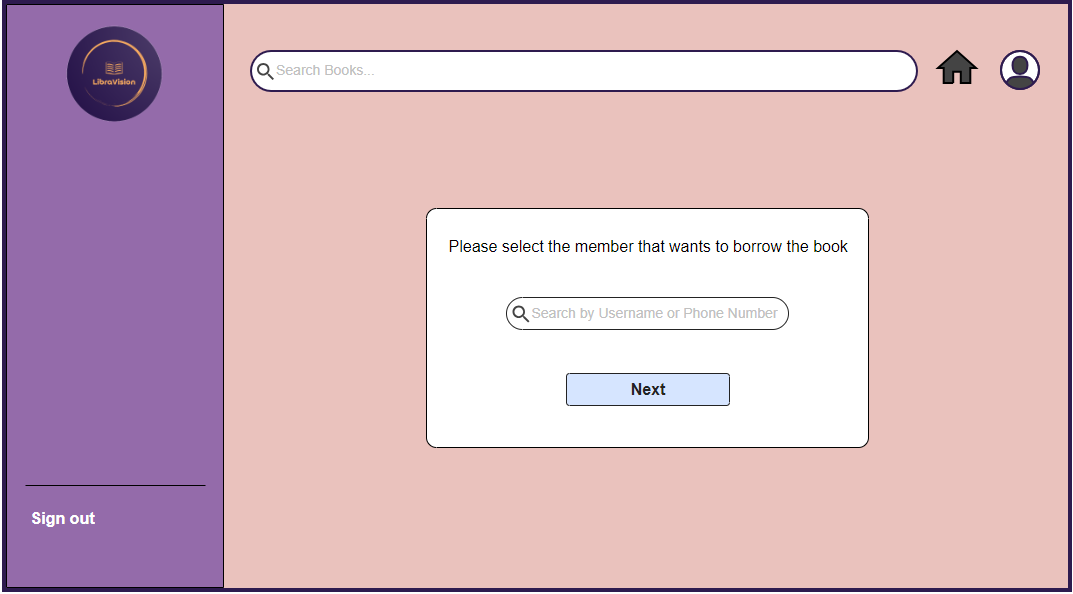 LibraVision
Search Books...
Please select the member that wants to borrow the book
Search by Username or Phone Number
Next
Sign out